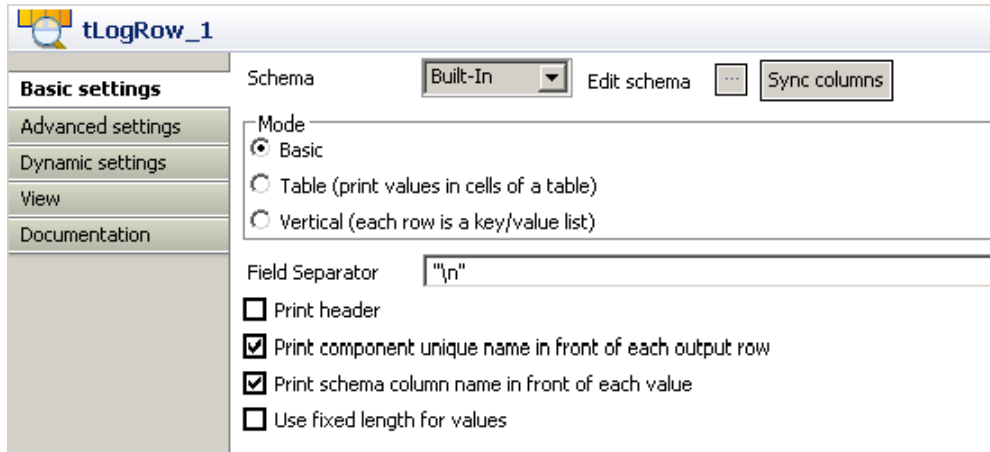 tLogRow_1
Basic settings
Advanced settings
Dynamic settings
View
Documentation
Schema Built-In Edit schema ... Sync columns
Mode
Basic
Table (print values in cells of a table)
Vertical (each row is a key/value list)
Field Separator "\n"
Print header
Print component unique name in front of each output row
Print schema column name in front of each value
Use fixed length for values